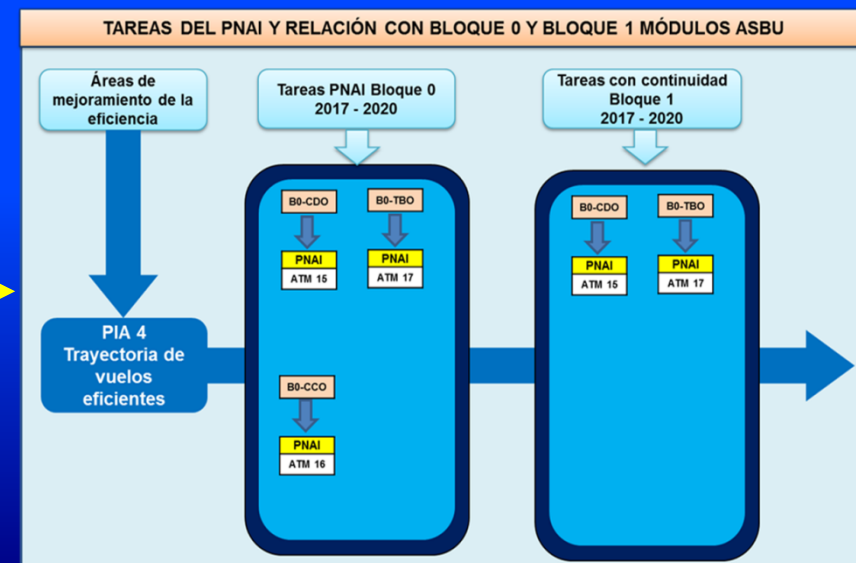 TAREAS DEL PNAI Y RELACIÓN CON BLOQUE 0 Y BLOQUE 1 MÓDULOS ASBU
Áreas de
mejoramiento de la
eficiencia
Tareas PNAI Bloque 0
2017 - 2020
Tareas con continuidad
Bloque 1
2017 - 2020
PIA 4
Trayectoria de
vuelos
eficientes
B0-CDO
PNAI
ATM 15
B0-TBO
PNAI
ATM 17
B0-CCO
PNAI
ATM 16
B0-CDO
PNAI
ATM 15
B0-TBO
PNAI
ATM 17